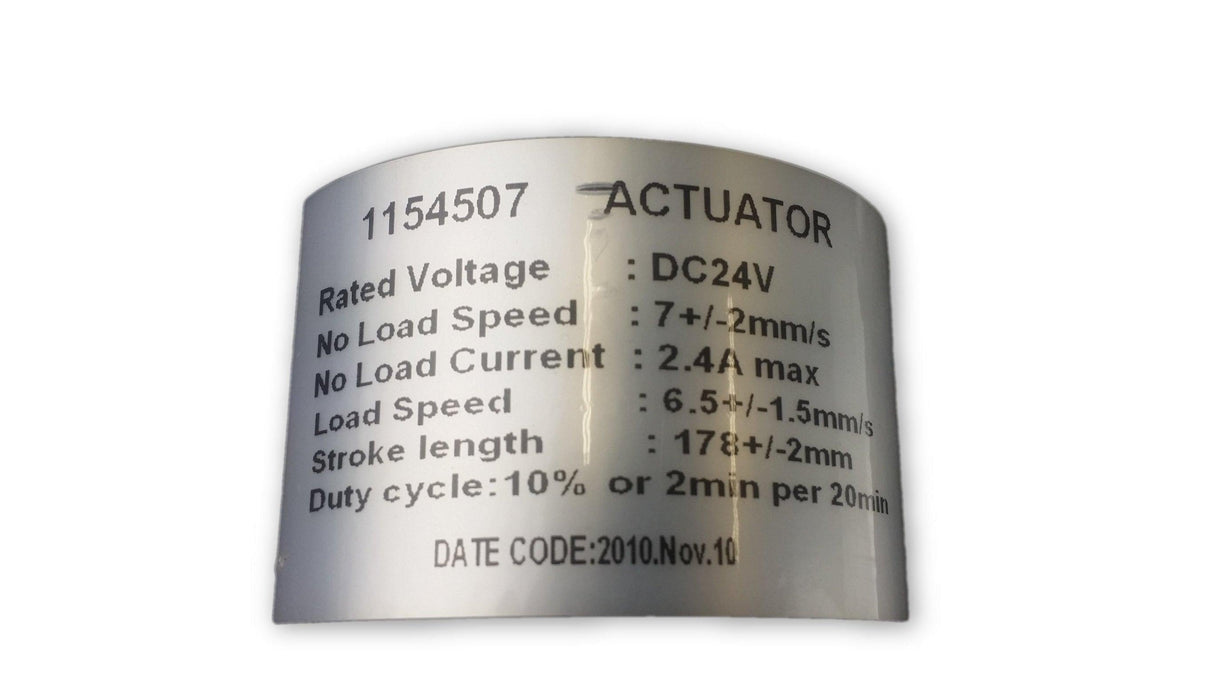 1154507 ACTUATOR
Rated Voltage : DC24V
No Load Speed : 7+/-2mm/s
No Load Current : 2.4A max
Load Speed : 6.5+/-1.5mm/s
Stroke length : 178+/-2mm
Duty cycle:10% or 2min per 20min
DATE CODE:2010.Nov.10